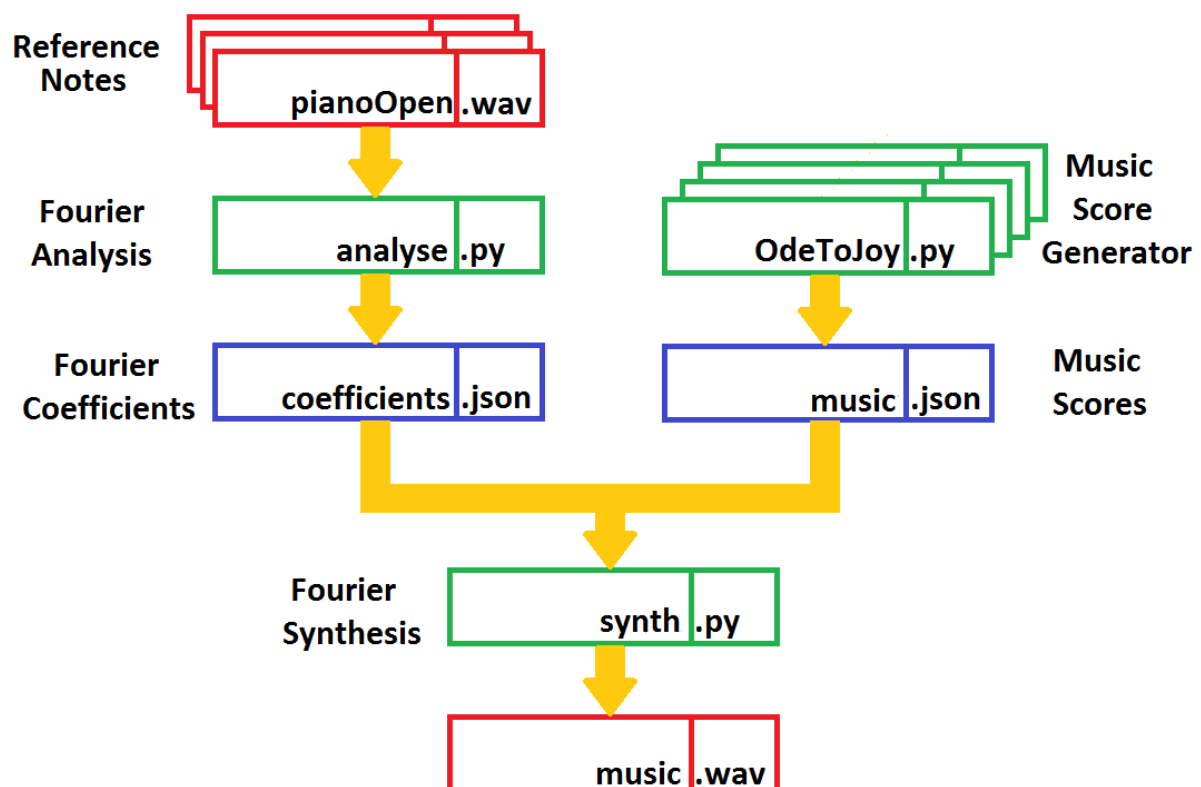 Reference
Notes
pianoOpen .wav
Fourier
Analysis
analyse .py
Music
Score
Generator
OdeToJoy .py
Fourier
Coefficients
coefficients .json
music .json
Music
Scores
Fourier
Synthesis
synth .py
music .wav